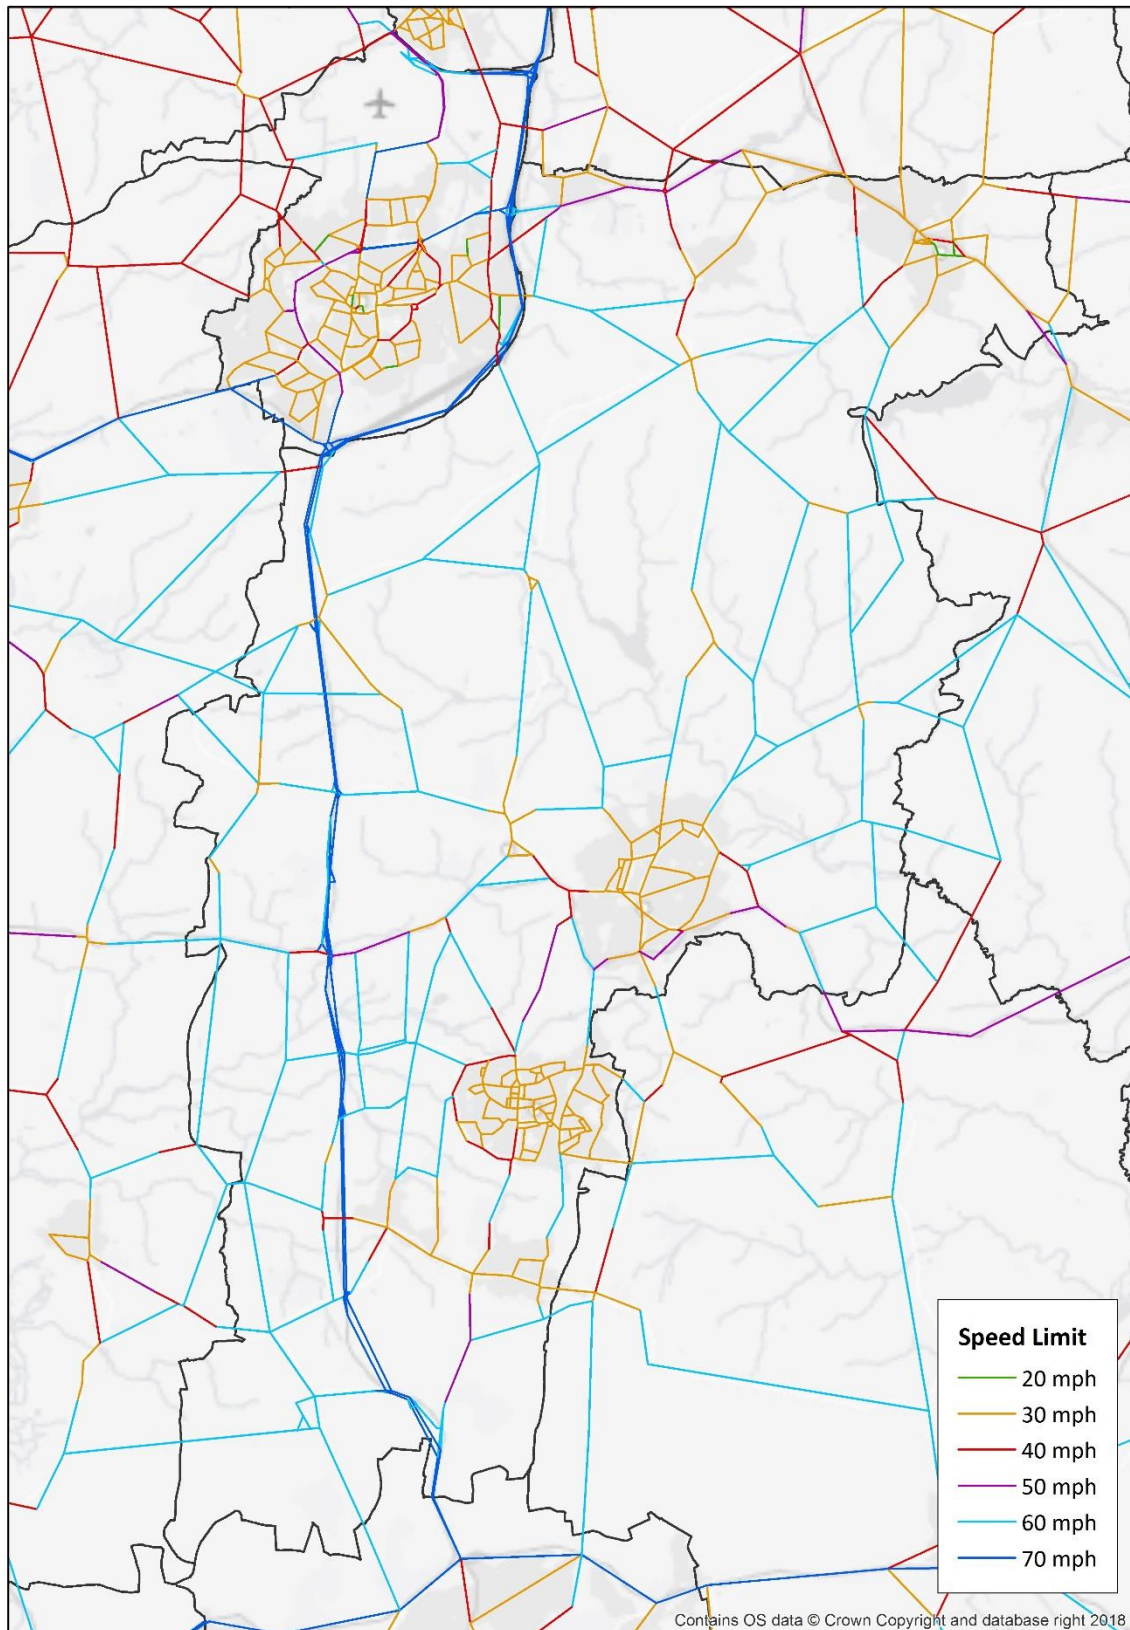 Speed Limit
20 mph
30 mph
40 mph
50 mph
60 mph
70 mph
Contains OS data © Crown Copyright and database right 2018